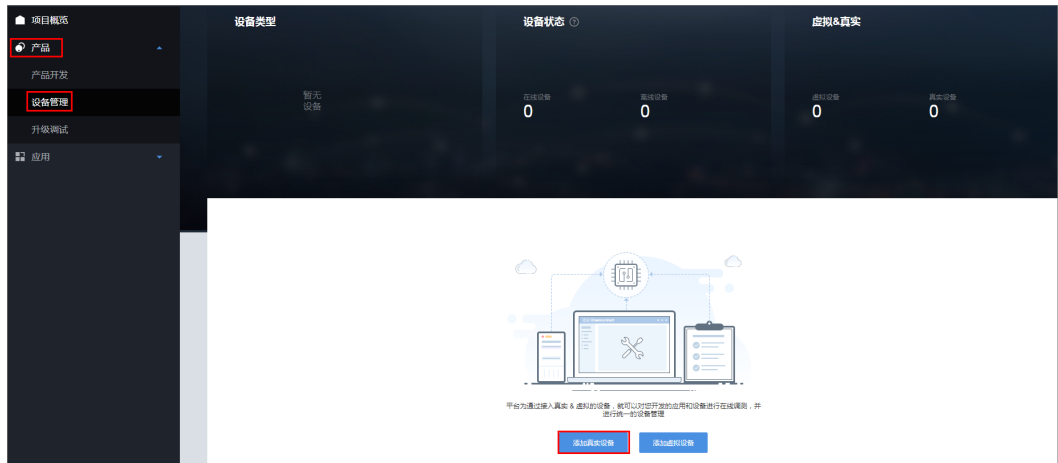 项目概览
产品
产品开发
设备管理
升级调试
应用
设备类型
暂无
设备
设备状态
在线设备
0
离线设备
0
虚拟&真实
虚拟设备
0
真实设备
0
平台为通过接入真实 & 虚拟的设备，就可以对您开发的应用和设备进行在线调测，并
进行统一的设备管理
添加真实设备
添加虚拟设备